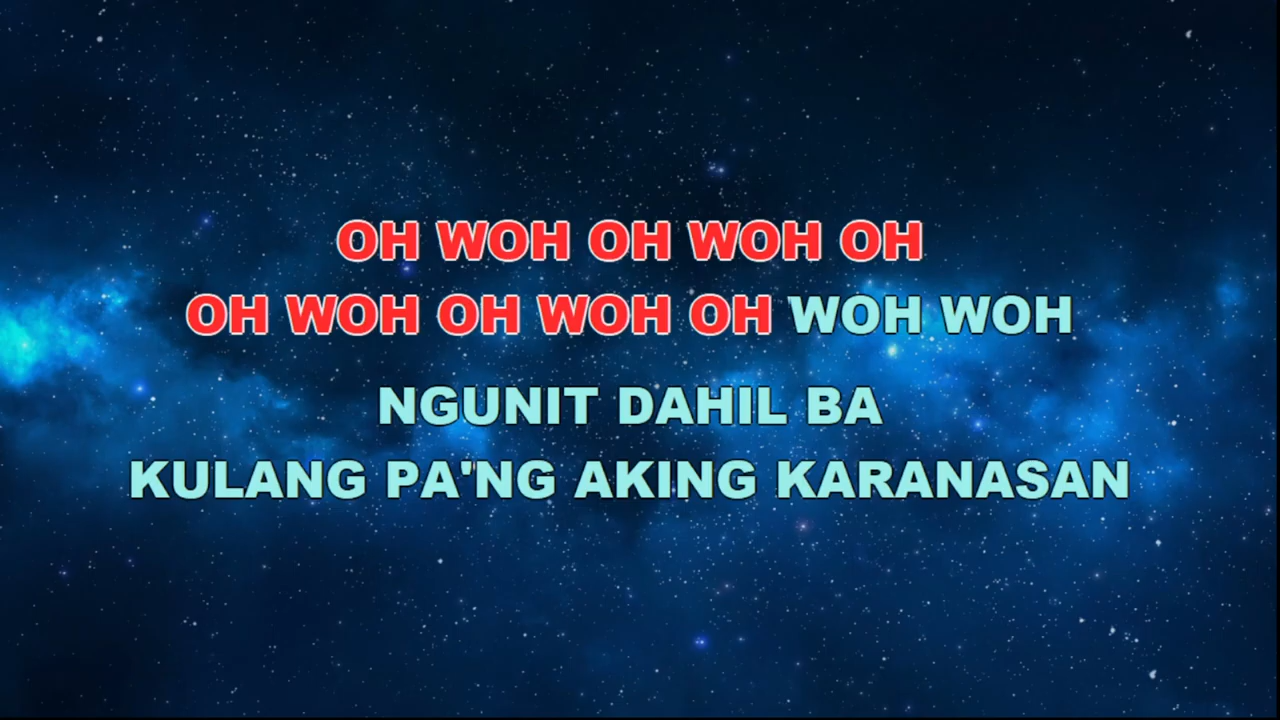 OH WOH OH WOH OH
OH WOH OH WOH OH WOH WOH
NGUNIT DAHIL BA
KULANG PA'NG AKING KARANASAN